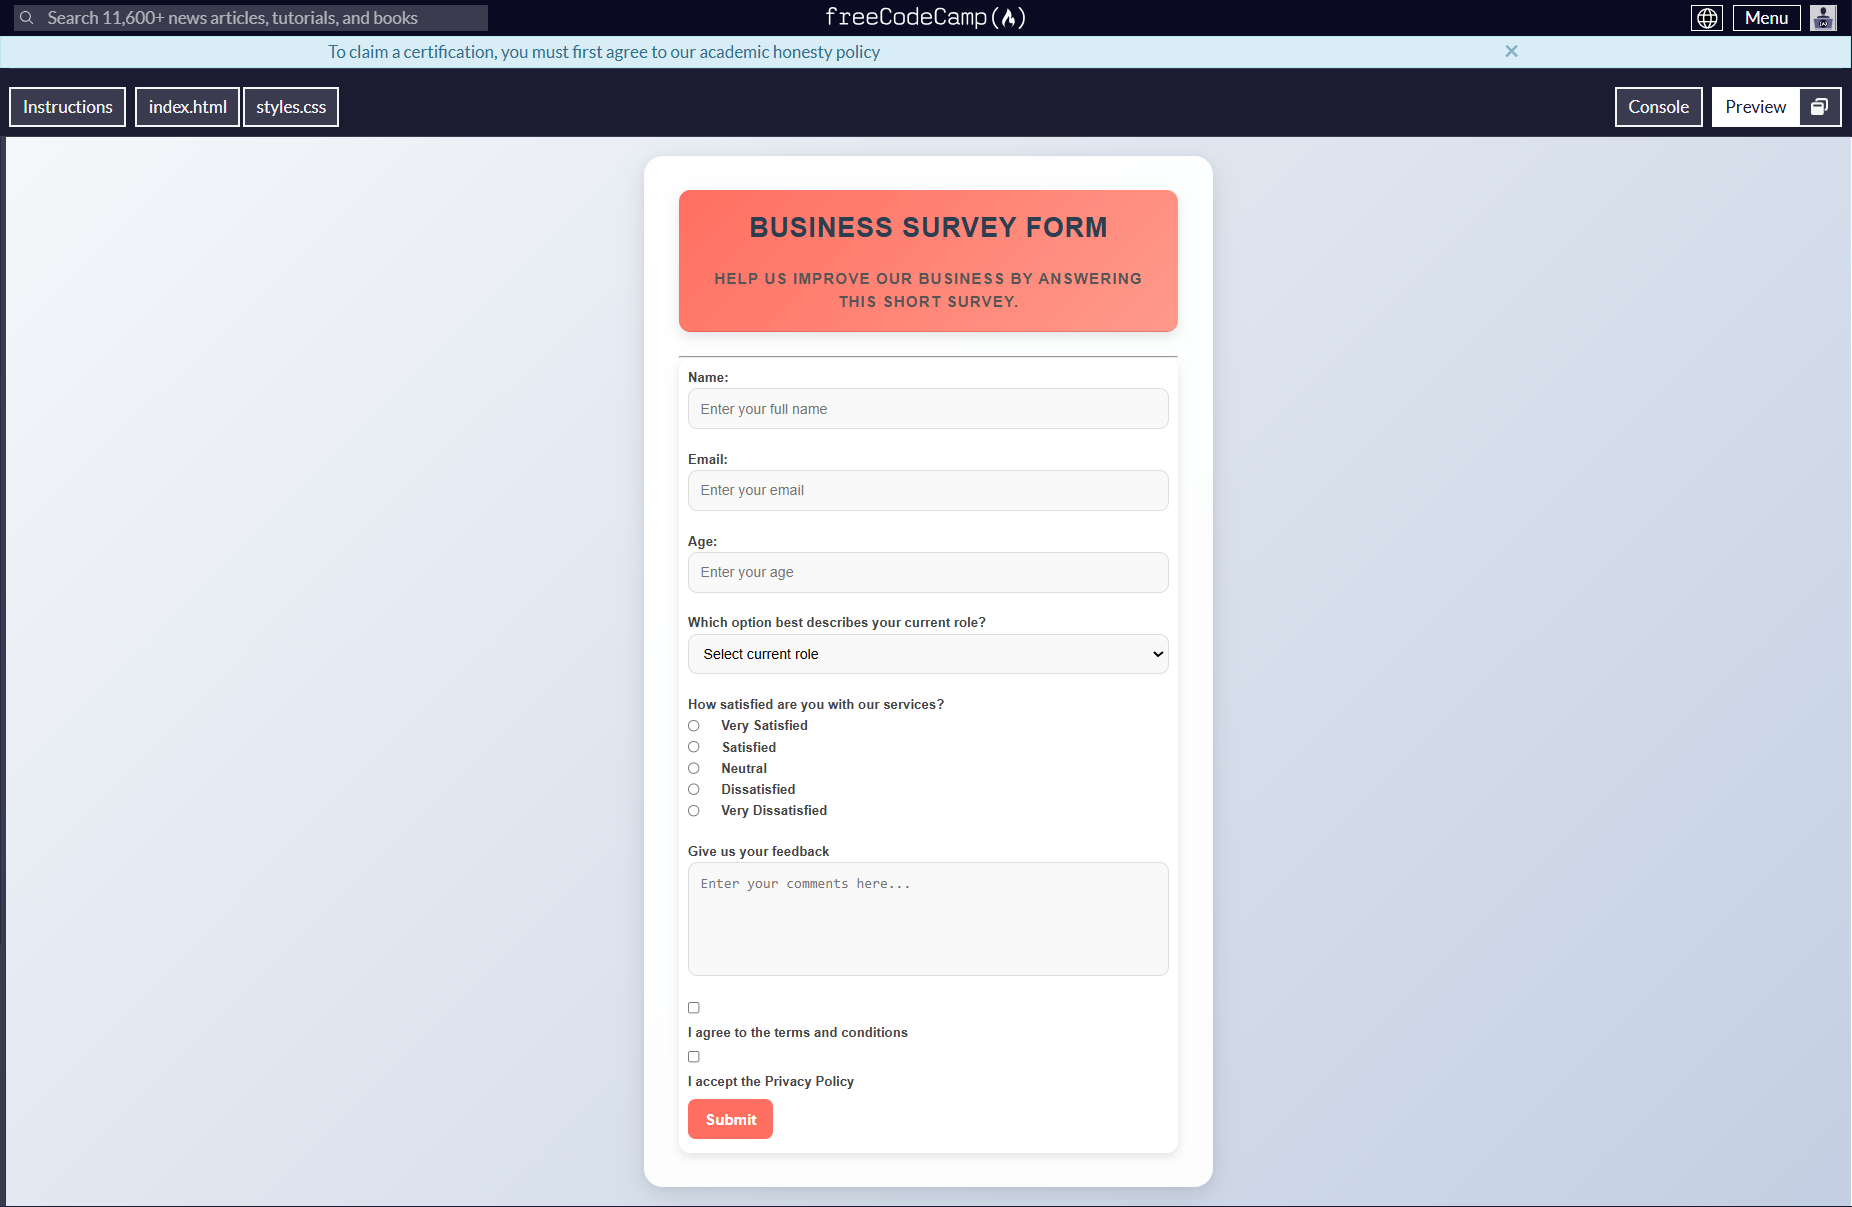 Search 11,600+ news articles, tutorials, and books
freeCodeCamp
Menu
To claim a certification, you must first agree to our academic honesty policy
Instructions
index.html
styles.css
Console
Preview
BUSINESS SURVEY FORM
HELP US IMPROVE OUR BUSINESS BY ANSWERING
THIS SHORT SURVEY.
Name:
Enter your full name
Email:
Enter your email
Age:
Enter your age
Which option best describes your current role?
Select current role
How satisfied are you with our services?
Very Satisfied
Satisfied
Neutral
Dissatisfied
Very Dissatisfied
Give us your feedback
Enter your comments here...
I agree to the terms and conditions
I accept the Privacy Policy
Submit